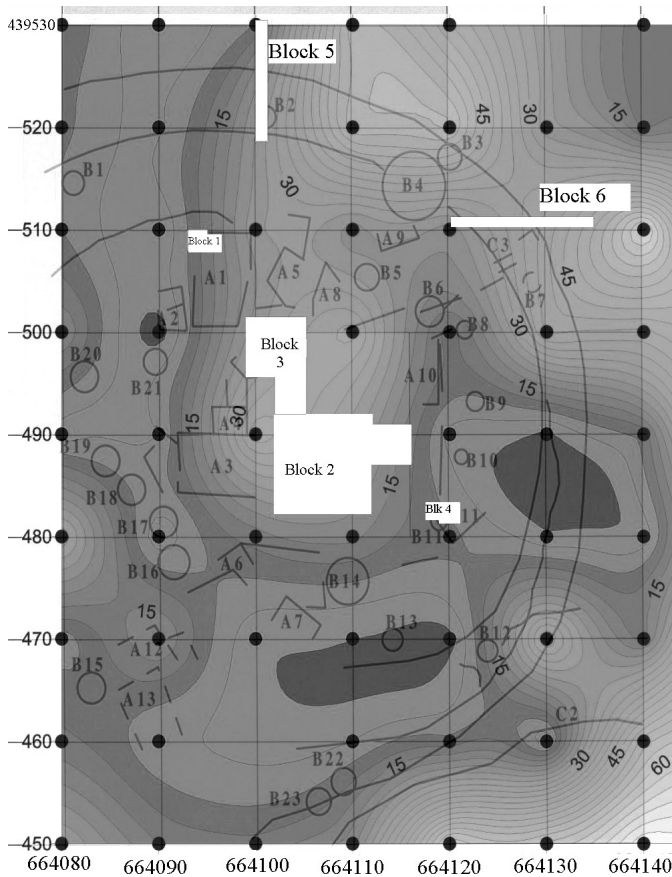 439530
Block 5
15
B2
45
30
15
—520
B3
B1
30
B4
Block 6
—510
Block 1
A9
C3
45
A1
A5
A8
B5
B7
A2
B6
30
—500
B8
B20
Block
3
B21
A10
15
15
30
A4
B9
—490
B19
A3
Block 2
B10
B18
15
B17
Blk 4
11
—480
B11
B16
A6
B14
15
15
A7
B13
—470
A12
B12
B15
15
A13
C2
—460
B22
15
30
45
60
B23
—450
664080
664090
664100
664110
664120
664130
664140